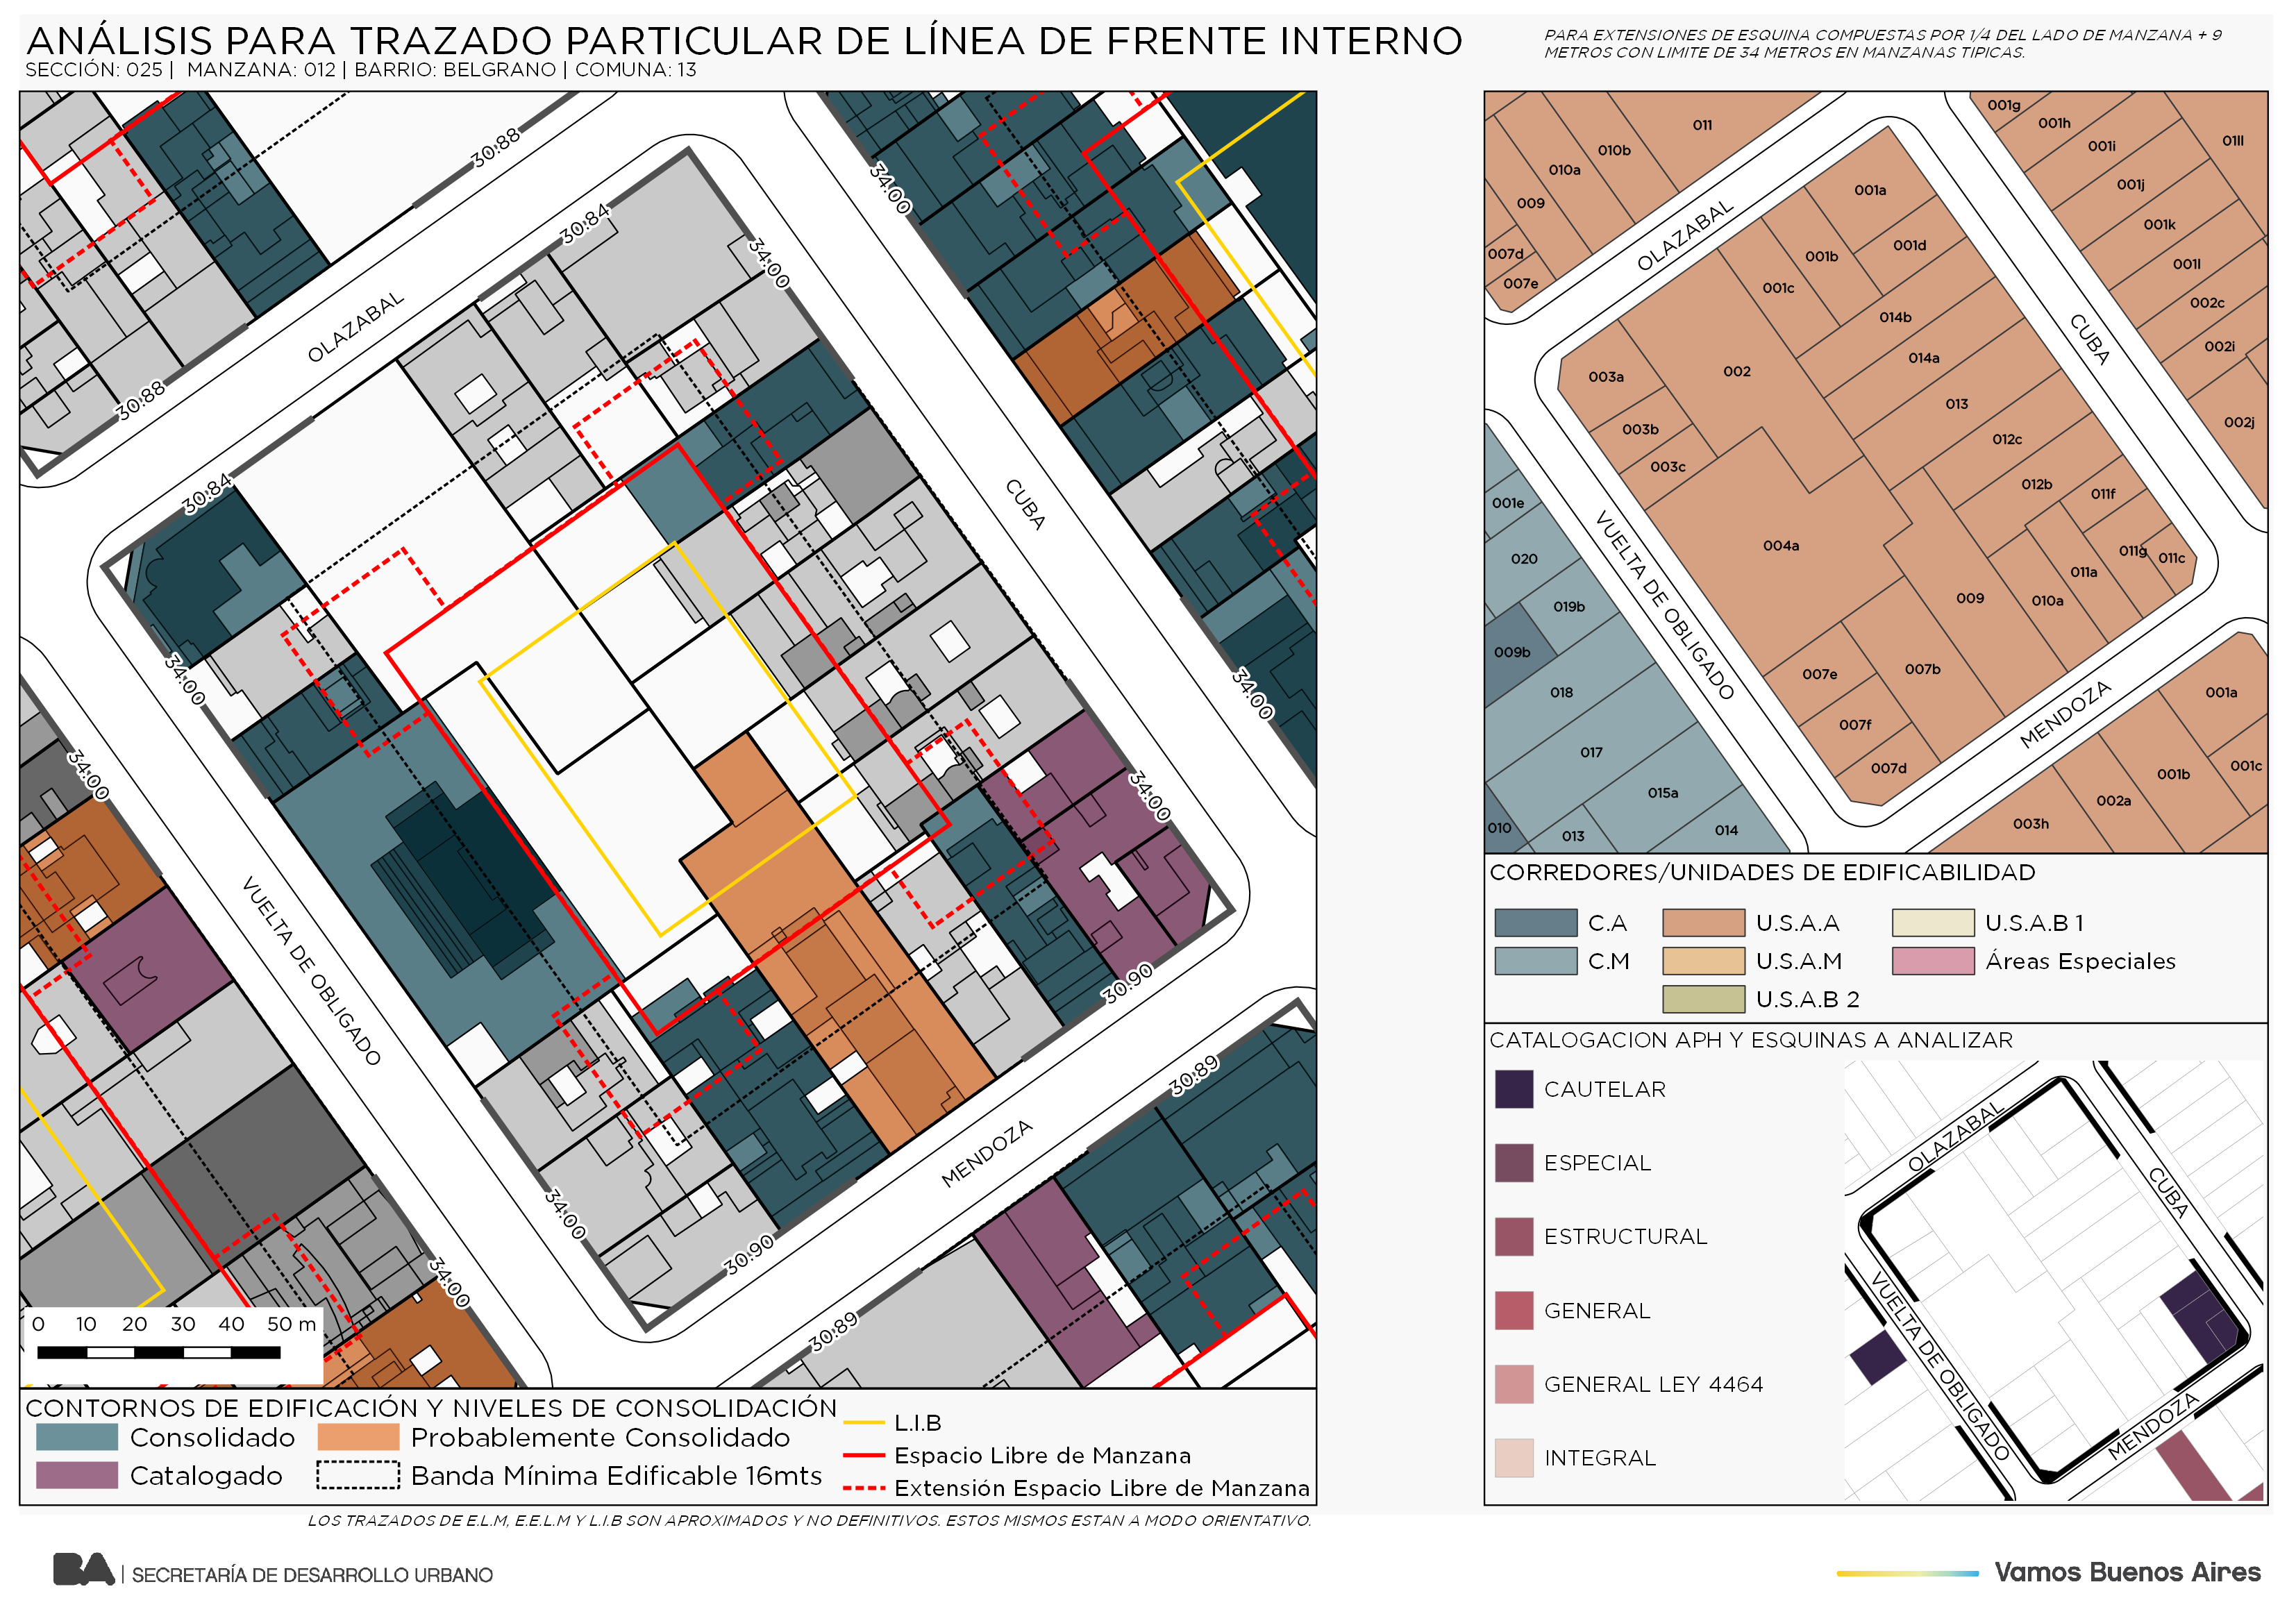 ANÁLISIS PARA TRAZADO PARTICULAR DE LÍNEA DE FRENTE INTERNO
SECCIÓN: 025 | MANZANA: 012 | BARRIO: BELGRANO | COMUNA: 13
PARA EXTENSIONES DE ESQUINA COMPUESTAS POR 1/4 DEL LADO DE MANZANA + 9
METROS CON LIMITE DE 34 METROS EN MANZANAS TIPICAS.
30.88
34.00
30.84
34.00
OLAZABAL
30.88
CUBA
30.84
34.00
34.00
34.00
34.00
VUELTA DE OBLIGADO
30.90
30.89
MENDOZA
34.00
30.90
34.00
30.89
0 10 20 30 40 50 m
CONTORNOS DE EDIFICACIÓN Y NIVELES DE CONSOLIDACIÓN
Consolidado
Probablemente Consolidado
Catalogado
Banda Mínima Edificable 16mts
L.I.B
Espacio Libre de Manzana
Extensión Espacio Libre de Manzana
LOS TRAZADOS DE E.L.M, E.E.L.M Y L.I.B SON APROXIMADOS Y NO DEFINITIVOS. ESTOS MISMOS ESTAN A MODO ORIENTATIVO.
001g
011
001h
01ll
010b
001i
010a
001j
001a
009
001k
OLAZABAL
001d
007d
001b
001l
007e
001c
002c
014b
CUBA
002i
014a
002
003a
013
002j
003b
012c
003c
012b
011f
001e
004a
011g
011c
020
011a
VUELTA DE OBLIGADO
009
010a
019b
009b
007e
007b
018
001a
MENDOZA
007f
017
007d
001c
001b
015a
002a
010
013
014
003h
CORREDORES/UNIDADES DE EDIFICABILIDAD
C.A
U.S.A.A
U.S.A.B 1
C.M
U.S.A.M
Áreas Especiales
U.S.A.B 2
CATALOGACION APH Y ESQUINAS A ANALIZAR
CAUTELAR
ESPECIAL
ESTRUCTURAL
GENERAL
GENERAL LEY 4464
INTEGRAL
OLAZABAL
CUBA
VUELTA DE OBLIGADO
MENDOZA
BA | SECRETARÍA DE DESARROLLO URBANO
Vamos Buenos Aires